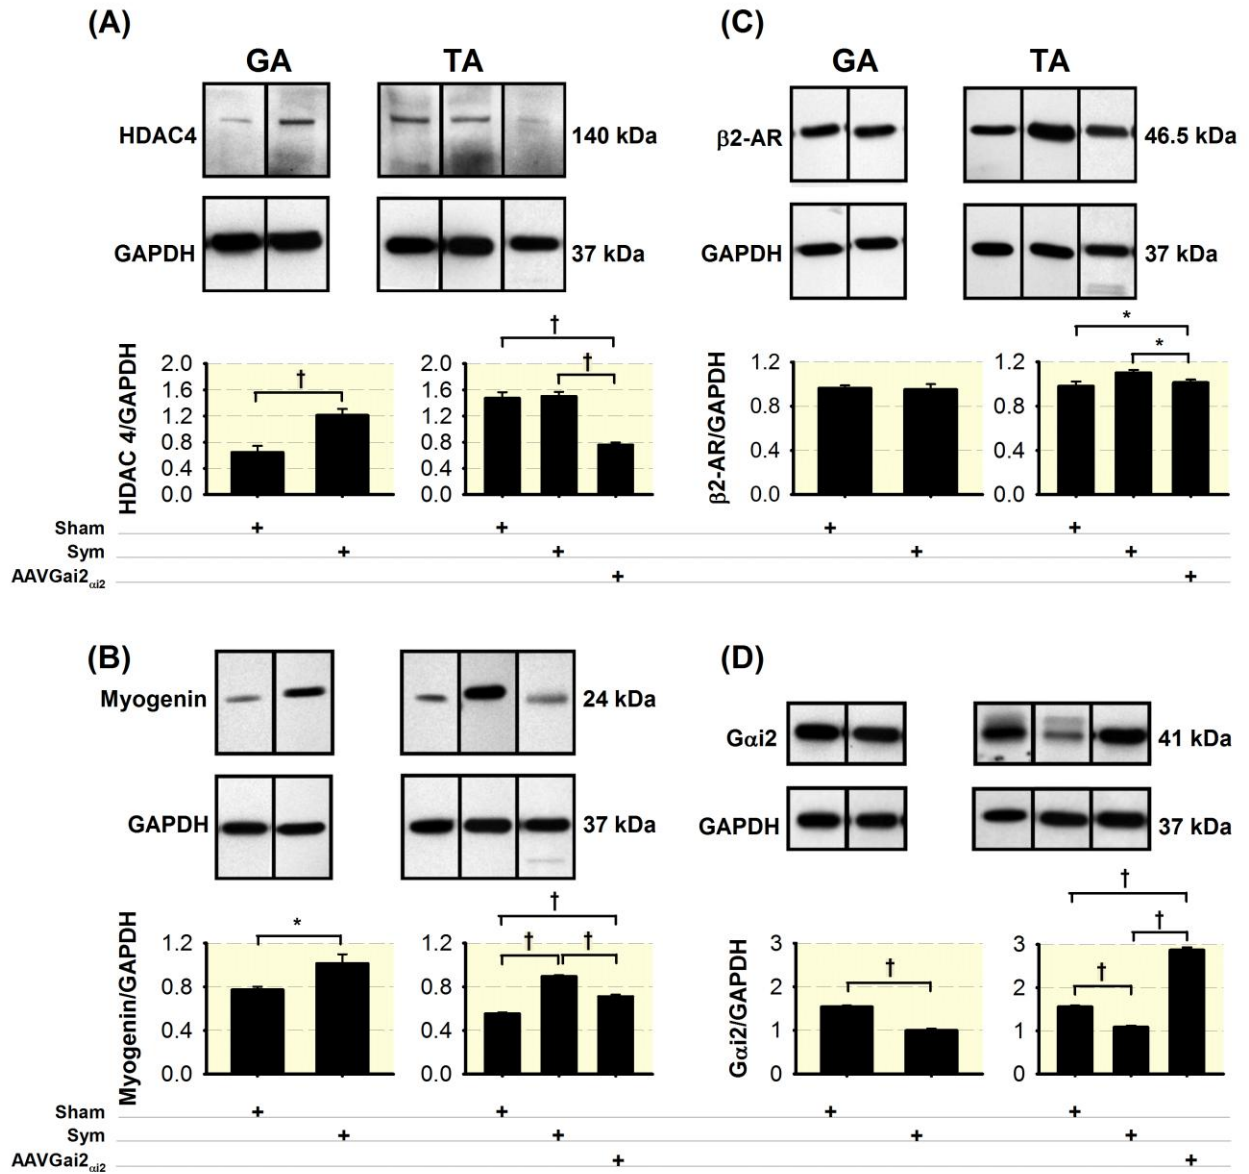 (A)
GA TA
HDAC4 140 kDa
GAPDH 37 kDa
† † †
HDAC 4/GAPDH
2.0 1.6 1.2 0.8 0.4 0.0
2.0 1.6 1.2 0.8 0.4 0.0
(C)
GA TA
β2-AR 46.5 kDa
GAPDH 37 kDa
* *
β2-AR/GAPDH
1.2 0.8 0.4 0.0
1.2 0.8 0.4 0.0
Sham + + + +
Sym + + + +
AAVGai2αi2 + +
(B)
Myogenin 24 kDa
GAPDH 37 kDa
* † † †
Myogenin/GAPDH
1.2 0.8 0.4 0.0
1.2 0.8 0.4 0.0
(D)
Gαi2 41 kDa
GAPDH 37 kDa
† † † †
Gαi2/GAPDH
3 2 1 0
3 2 1 0
Sham + + + +
Sym + + + +
AAVGai2αi2 + +